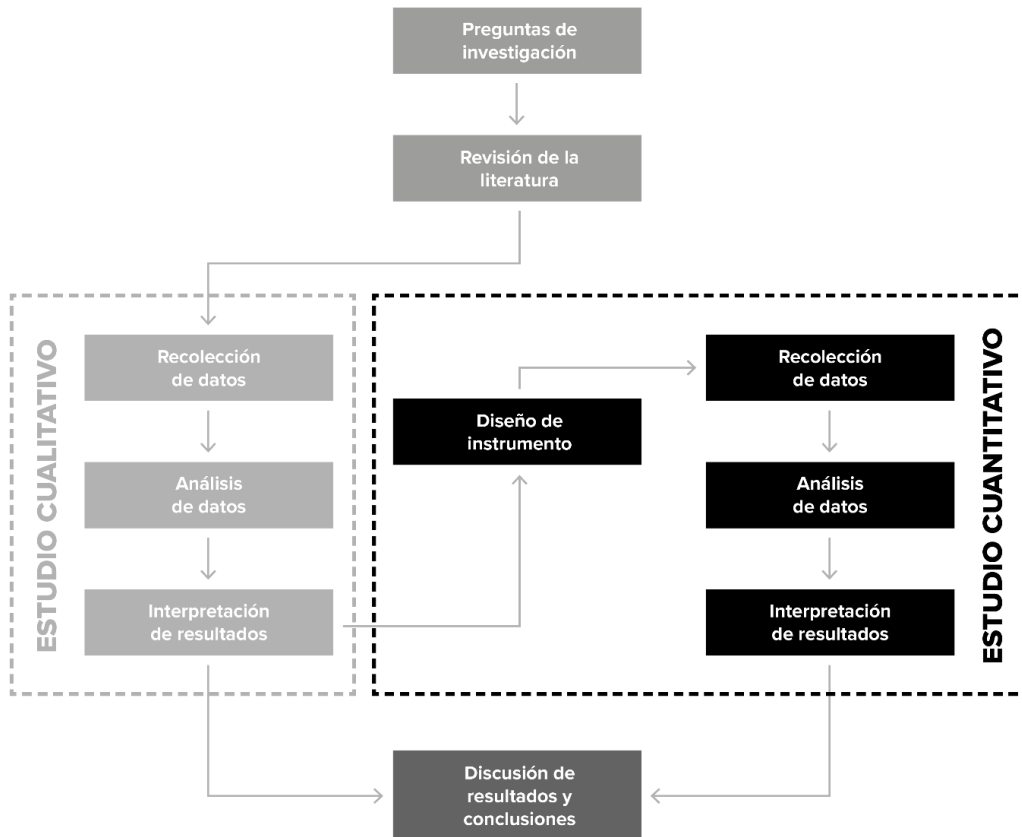 Preguntas de
investigación
Revisión de la
literatura
ESTUDIO CUALITATIVO
Recolección
de datos
Análisis
de datos
Interpretación
de resultados
Diseño de
instrumento
Recolección
de datos
Análisis
de datos
Interpretación
de resultados
ESTUDIO CUANTITATIVO
Discusión de
resultados y
conclusiones